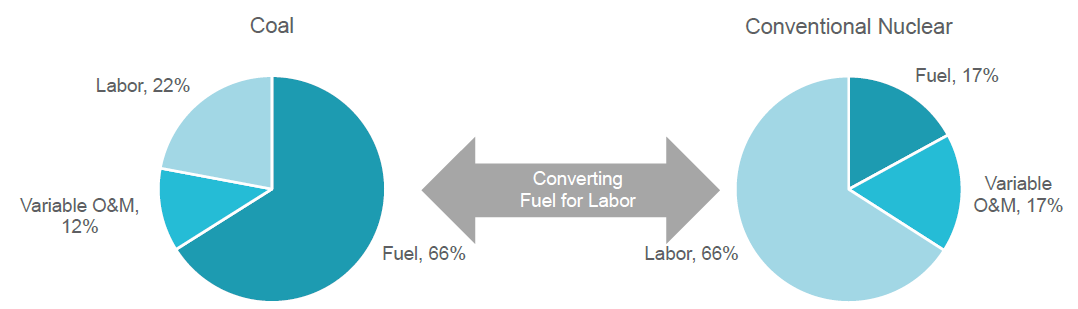 Coal
Conventional Nuclear
Labor, 22%
Variable O&M,
12%
Fuel, 66%
Converting
Fuel for Labor
Fuel, 17%
Variable
O&M, 17%
Labor, 66%